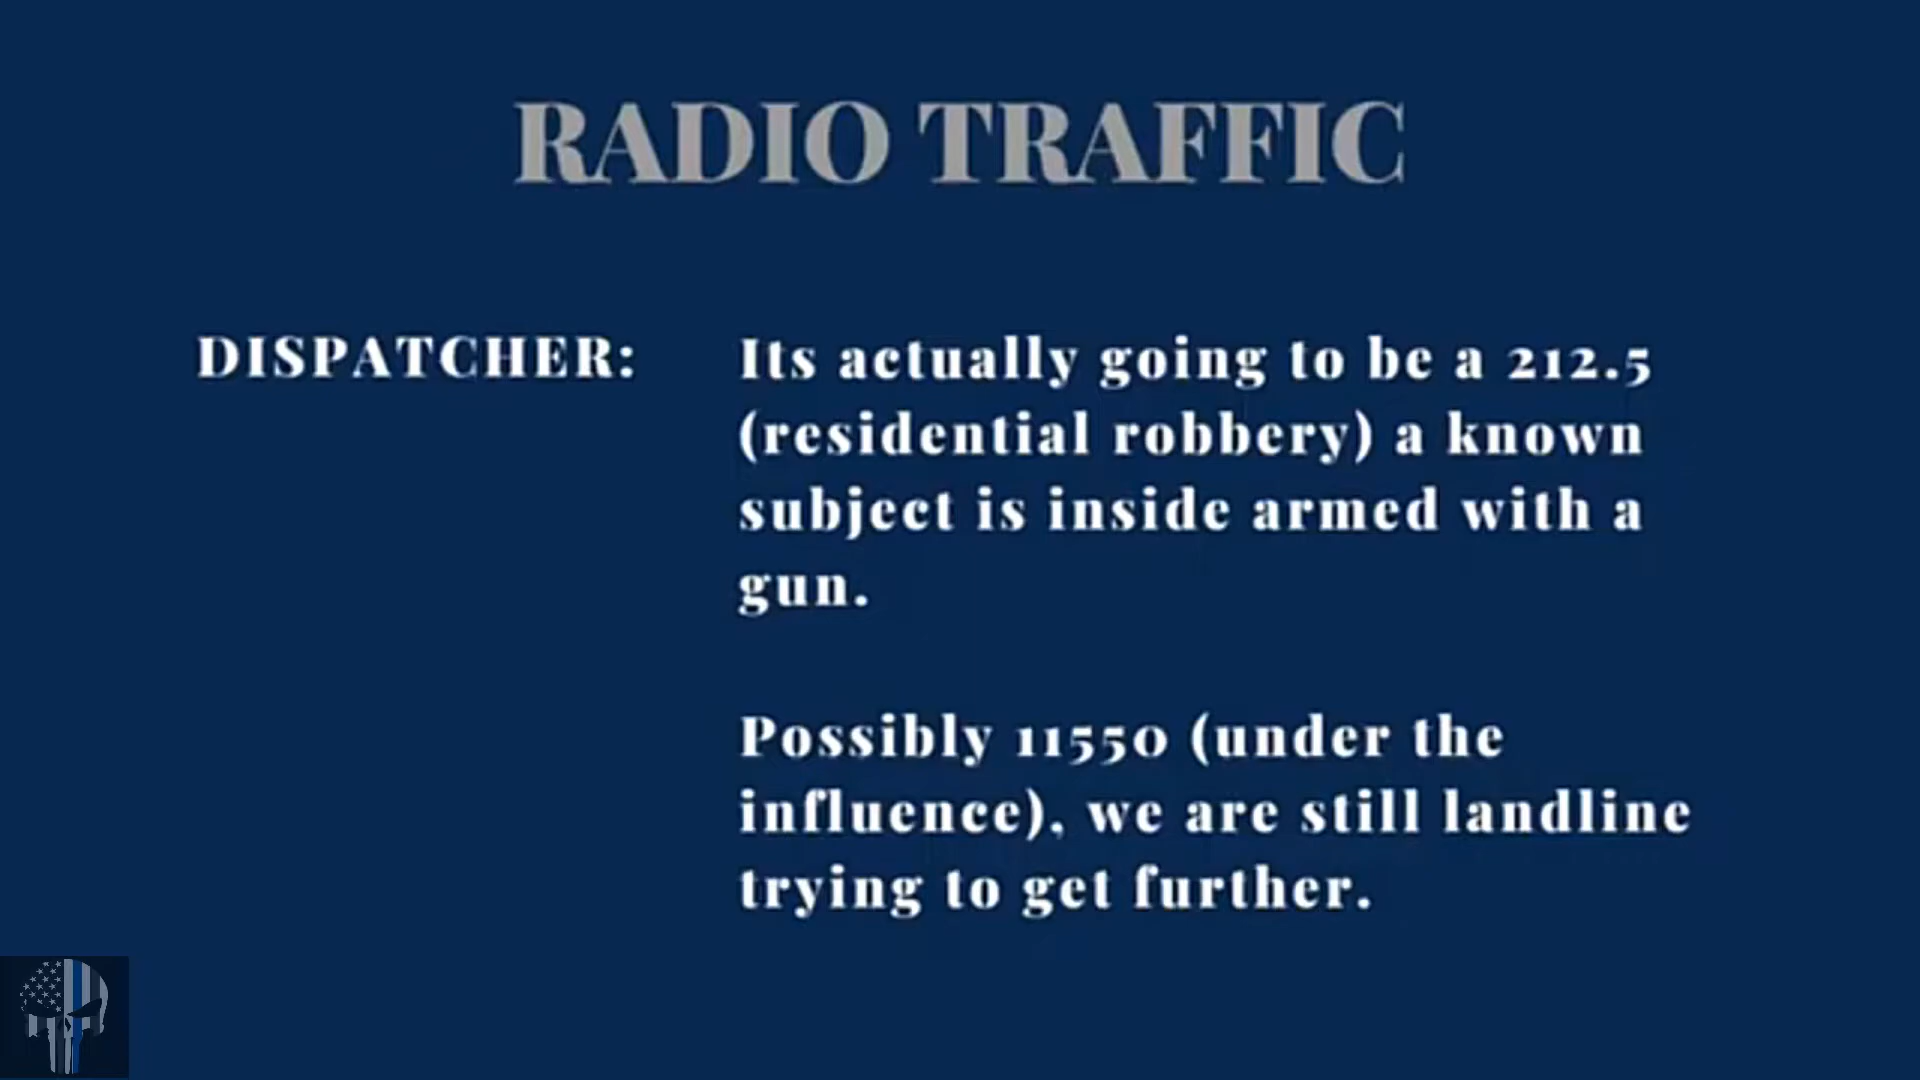 RADIO TRAFFIC
DISPATCHER: Its actually going to be a 212.5
(residential robbery) a known
subject is inside armed with a
gun.
Possibly 11550 (under the
influence), we are still landline
trying to get further.